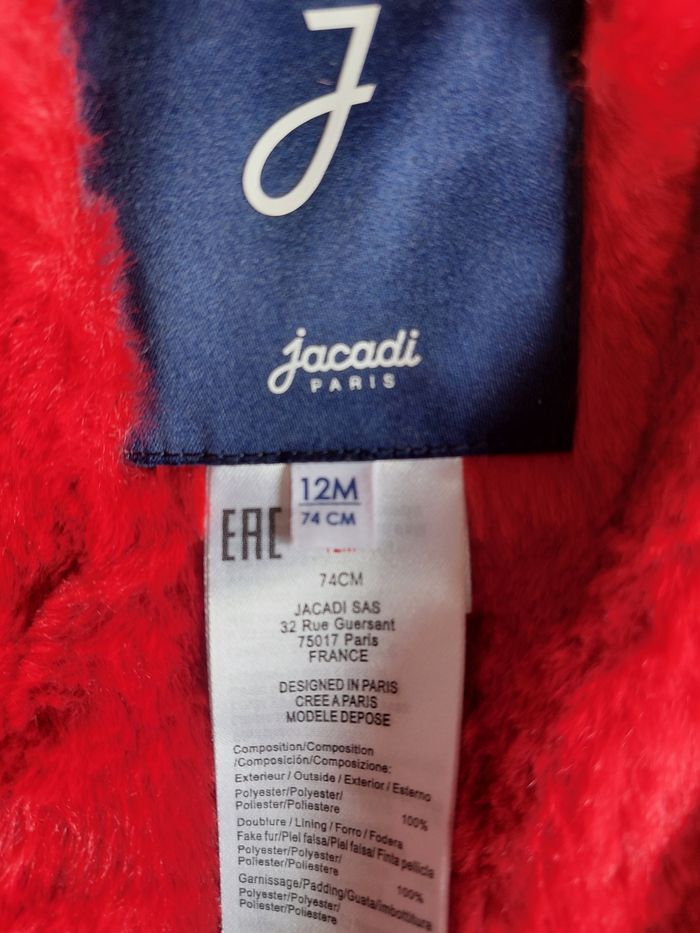 J
jacadi
PARIS
12M
74 CM
EAC
74CM
JACADI SAS
32 Rue Guersant
75017 Paris
FRANCE
DESIGNED IN PARIS
CREE A PARIS
MODELE DEPOSE
Composition/Composition
/Composición/Composizione:
Exterieur / Outside / Exterior / Esterno
Polyester/Polyester/
Poliester/Poliestere 100%
Doublure / Lining / Forro / Fodera
Fake fur/Piel falsa/Piel falsa/ Finta pelliccia
Polyester/Polyester/
Poliester/Poliestere 100%
Garnissage/Padding/Guata/imbottitura
Polyester/Polyester/
Poliester/Poliestere